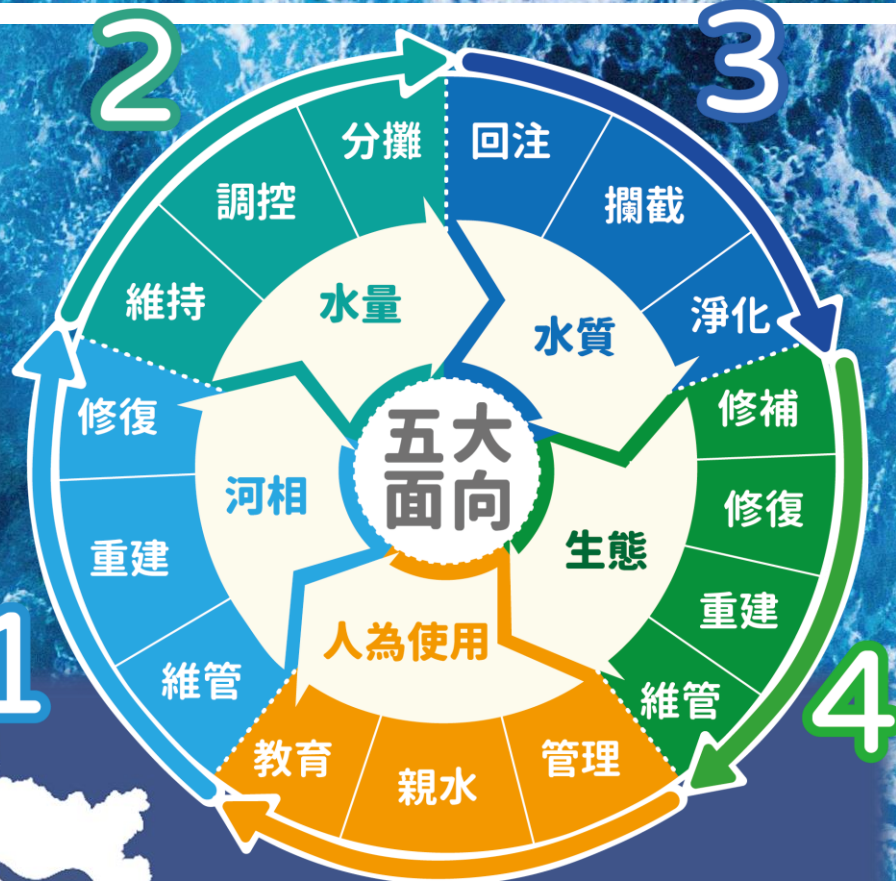 2
3
分攤
回注
調控
攔截
維持
水量
水質
淨化
修復
修補
五大
面向
河相
修復
重建
生態
重建
1
人為使用
維管
維管
4
教育
親水
管理